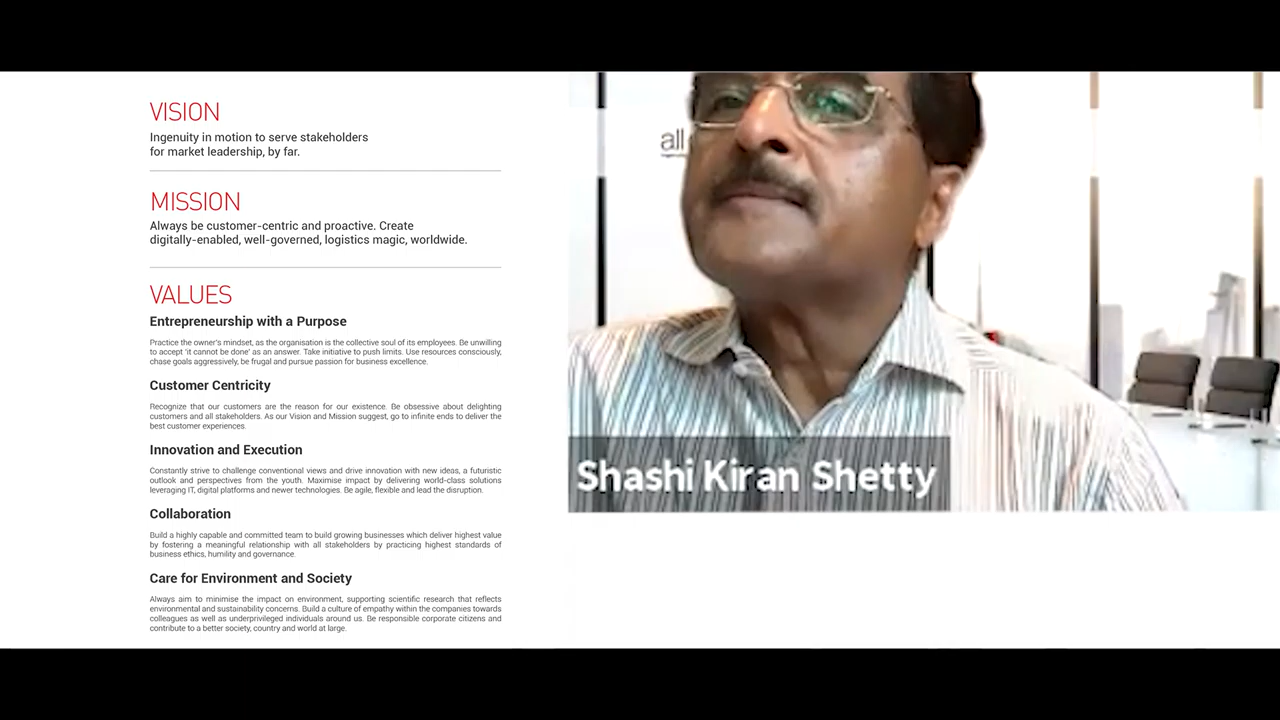 VISION
Ingenuity in motion to serve stakeholders
for market leadership, by far.
MISSION
Always be customer-centric and proactive. Create
digitally-enabled, well-governed, logistics magic, worldwide.
VALUES
Entrepreneurship with a Purpose
Practice the owner's mindset, as the organisation is the collective soul of its employees. Be unwilling
to accept 'it cannot be done' as an answer. Take initiative to push limits. Use resources consciously,
chase goals aggressively, be frugal and pursue passion for business excellence.
Customer Centricity
Recognize that our customers are the reason for our existence. Be obsessive about delighting
customers and all stakeholders. As our Vision and Mission suggest, go to infinite ends to deliver the
best customer experiences.
Innovation and Execution
Constantly strive to challenge conventional views and drive innovation with new ideas, a futuristic
outlook and perspectives from the youth. Maximise impact by delivering world-class solutions
leveraging IT, digital platforms and newer technologies. Be agile, flexible and lead the disruption.
Collaboration
Build a highly capable and committed team to build growing businesses which deliver highest value
by fostering a meaningful relationship with all stakeholders by practicing highest standards of
business ethics, humility and governance.
Care for Environment and Society
Always aim to minimise the impact on environment, supporting scientific research that reflects
environmental and sustainability concerns. Build a culture of empathy within the companies towards
colleagues as well as underprivileged individuals around us. Be responsible corporate citizens and
contribute to a better society, country and world at large.
all
Shashi Kiran Shetty